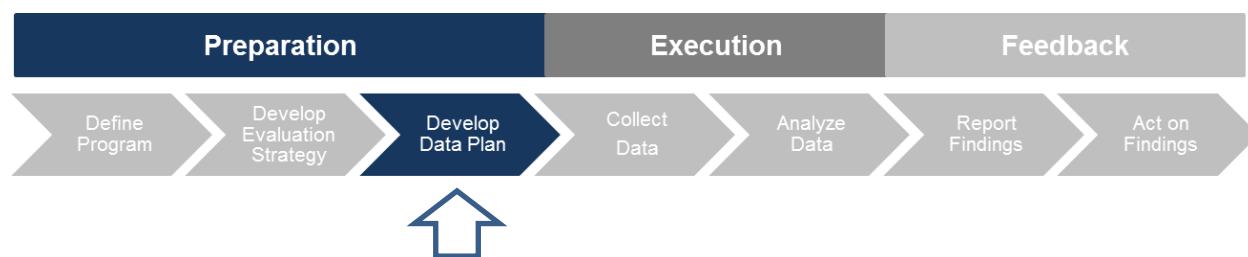 Preparation
Execution
Feedback
Define
Program
Develop
Evaluation
Strategy
Develop
Data Plan
Collect
Data
Analyze
Data
Report
Findings
Act on
Findings